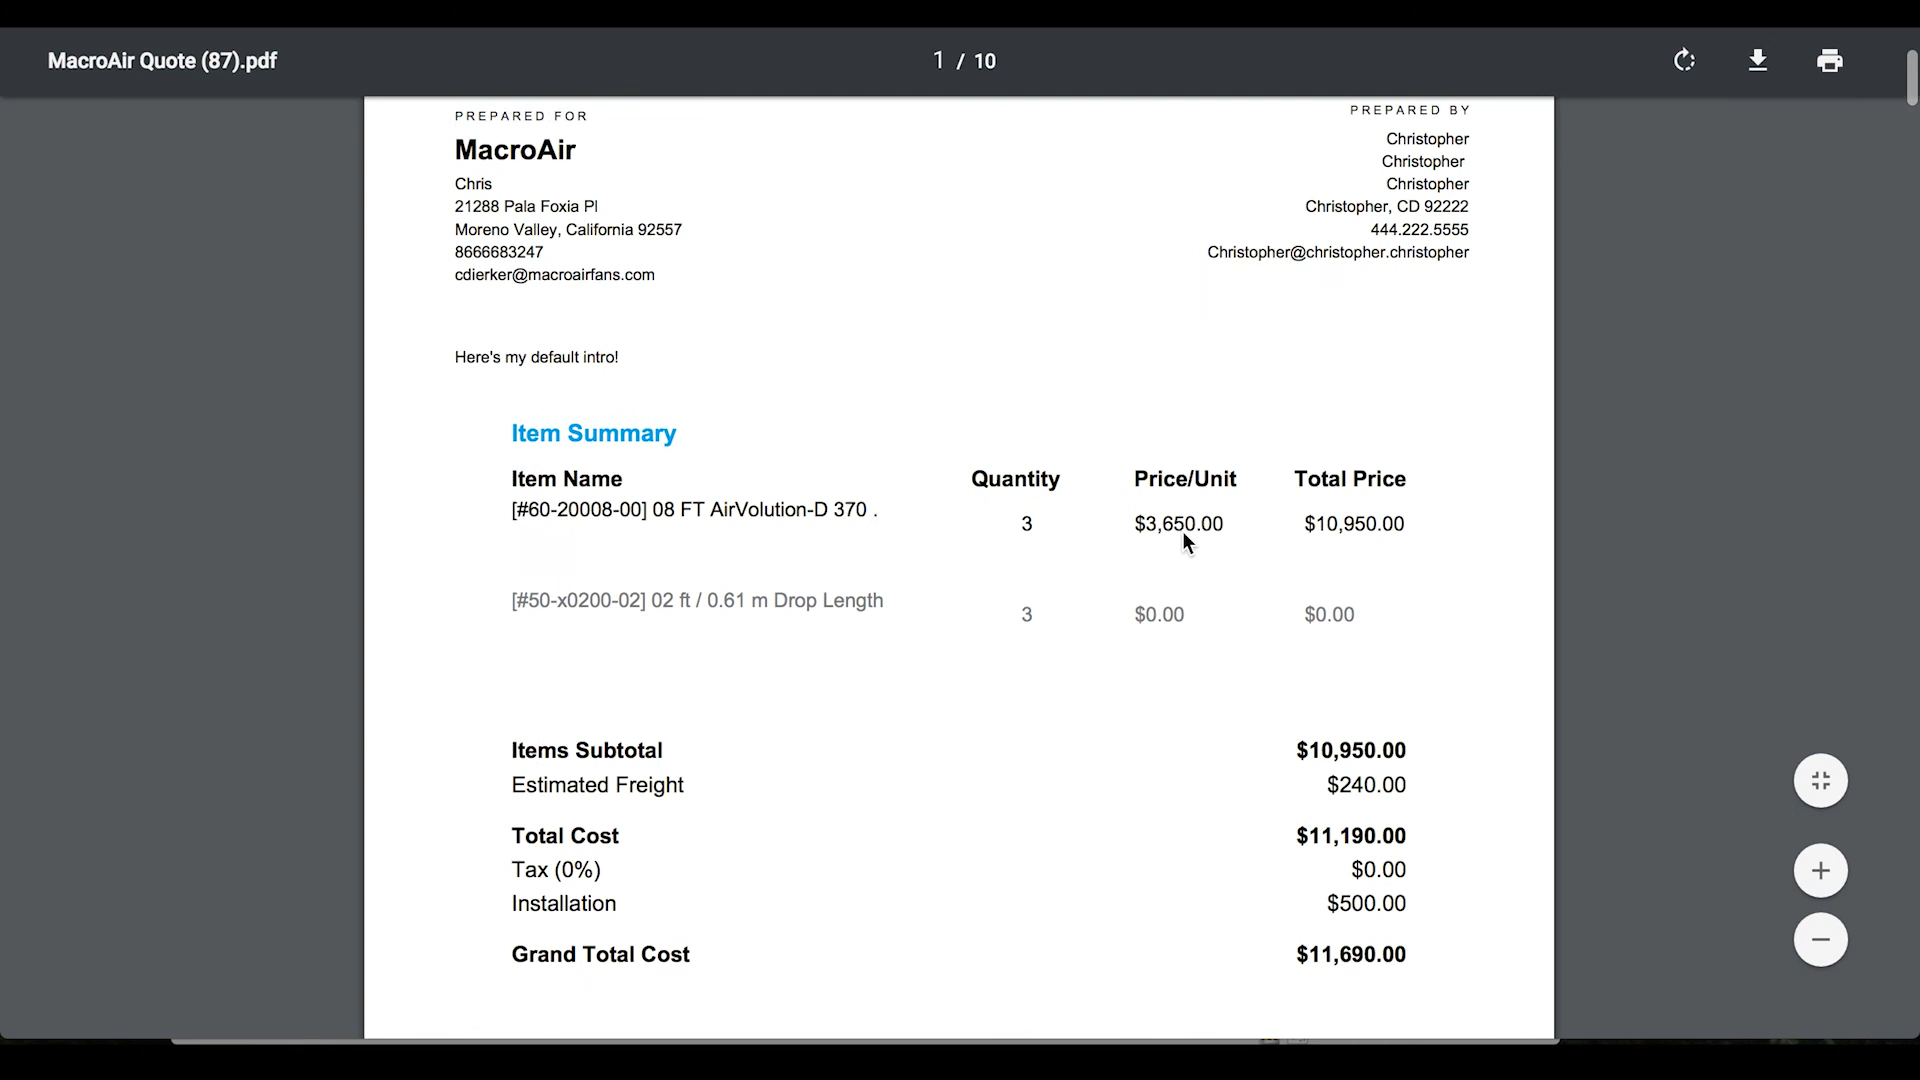 MacroAir Quote (87).pdf
1 / 10
PREPARED FOR
MacroAir
Chris
21288 Pala Foxia Pl
Moreno Valley, California 92557
8666683247
cdierker@macroairfans.com
PREPARED BY
Christopher
Christopher
Christopher
Christopher, CD 92222
444.222.5555
Christopher@christopher.christopher
Here's my default intro!
Item Summary
Item Name Quantity Price/Unit Total Price
[#60-20008-00] 08 FT AirVolution-D 370 .
3 $3,650.00 $10,950.00
[#50-x0200-02] 02 ft / 0.61 m Drop Length
3 $0.00 $0.00
Items Subtotal $10,950.00
Estimated Freight $240.00
Total Cost $11,190.00
Tax (0%) $0.00
Installation $500.00
Grand Total Cost $11,690.00